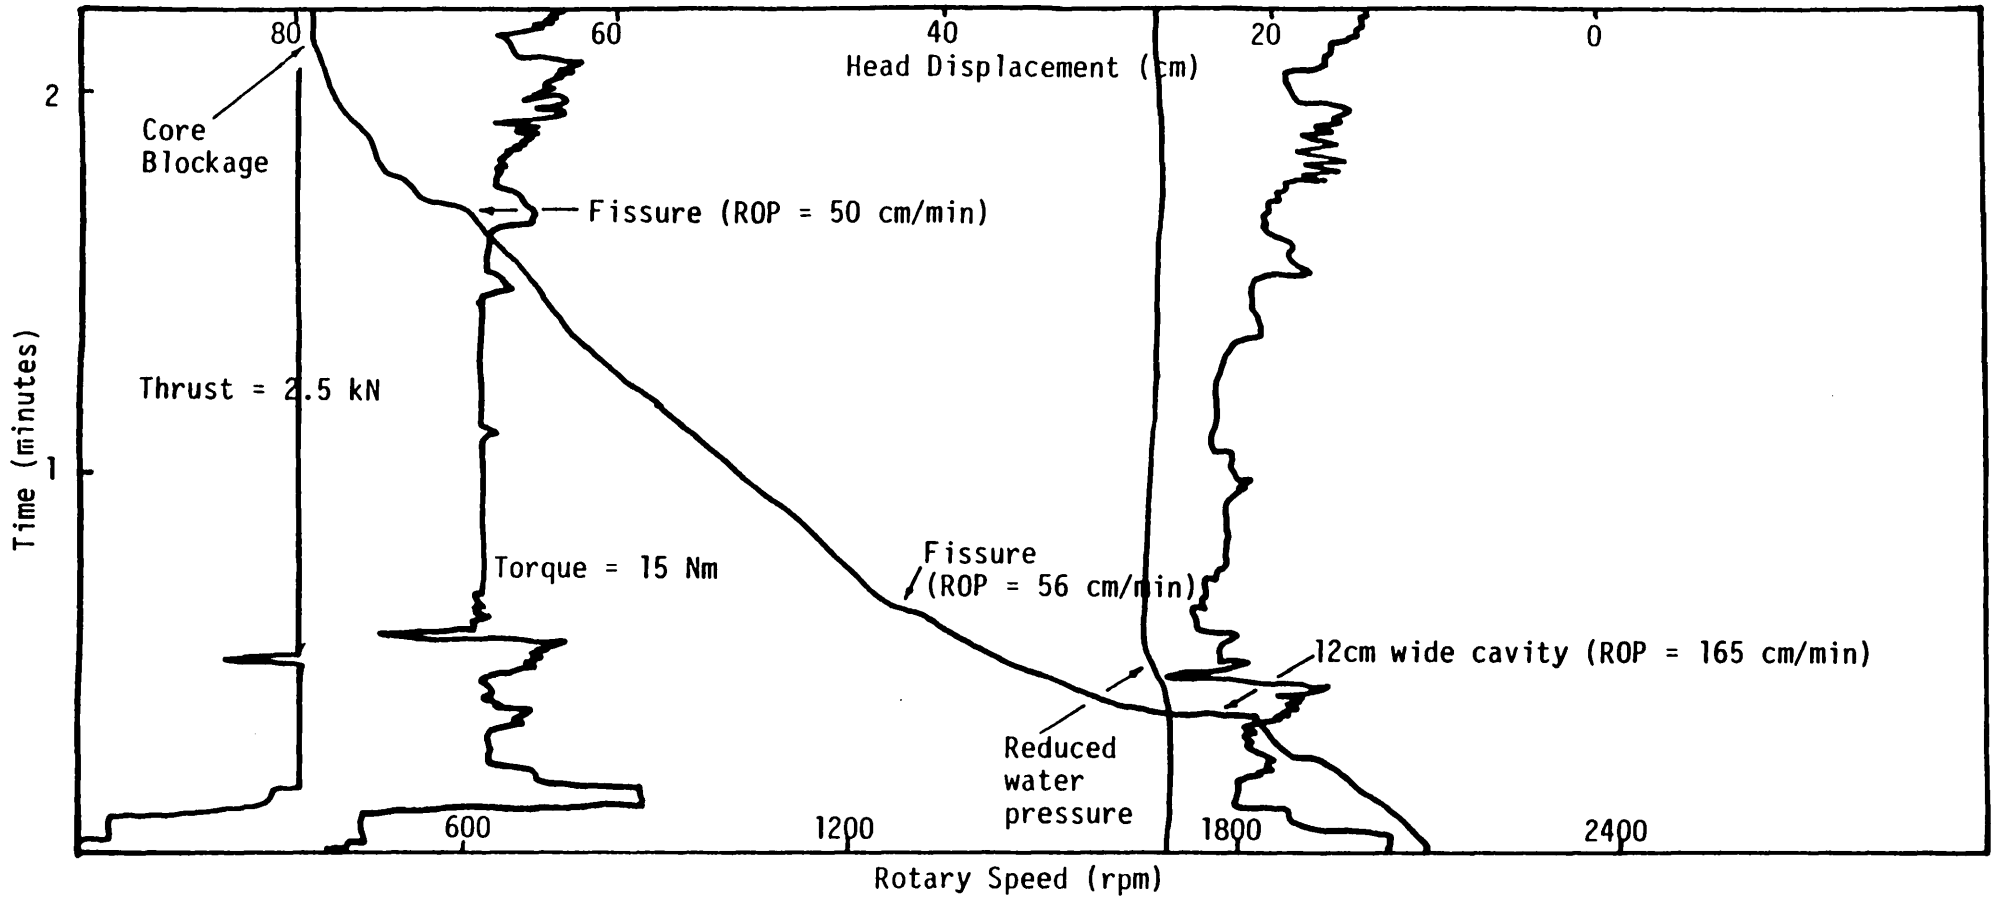 80 60 40 20 0
Head Displacement (cm)
2
Core
Blockage
Fissure (ROP = 50 cm/min)
Time (minutes)
Thrust = 2.5 kN
1
Fissure
(ROP = 56 cm/min)
Torque = 15 Nm
12cm wide cavity (ROP = 165 cm/min)
Reduced
water
pressure
600 1200 1800 2400
Rotary Speed (rpm)